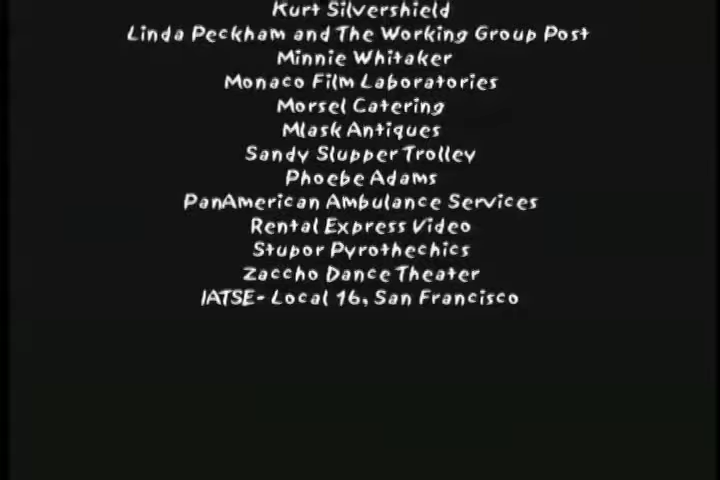 Kurt Silvershield
Linda Peckham and The Working Group Post
Minnie Whitaker
Monaco Film Laboratories
Morsel Catering
Mlask Antiques
Sandy Slupper Trolley
Phoebe Adams
PanAmerican Ambulance Services
Rental Express Video
Stupor Pyrothechics
Zaccho Dance Theater
IATSE- Local 16, San Francisco